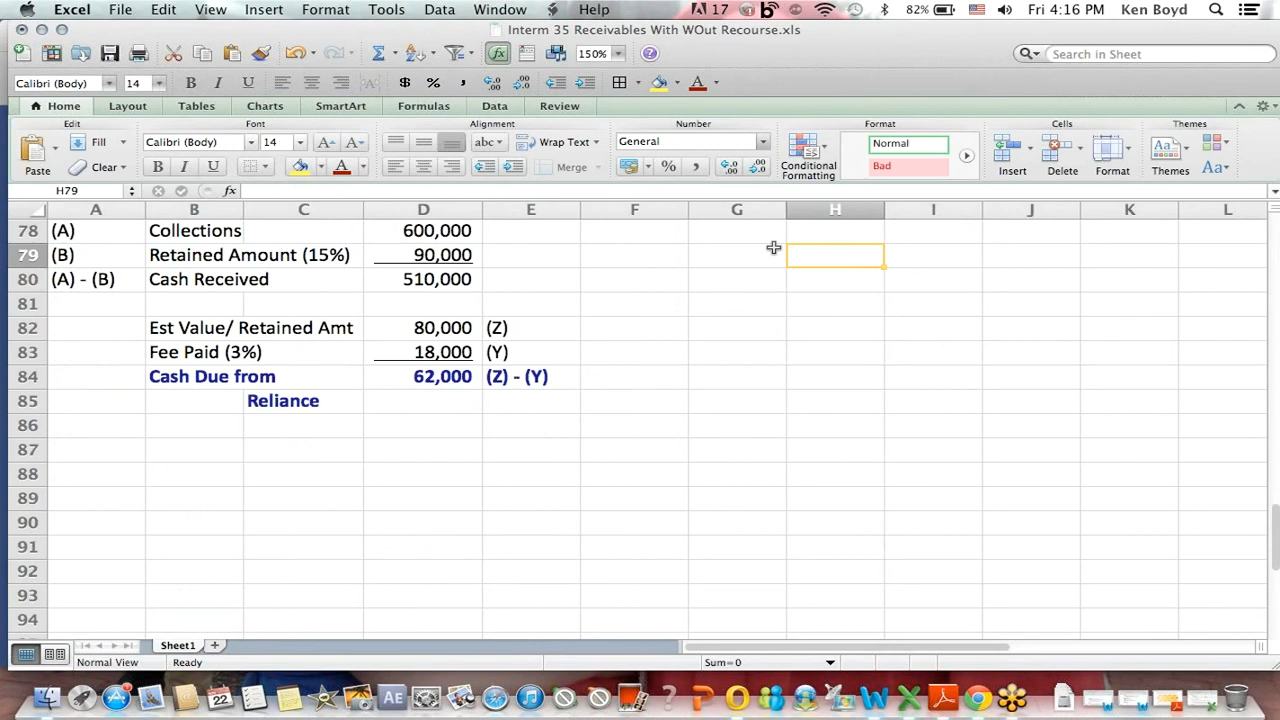 Excel File Edit View Insert Format Tools Data Window Help 17 82% Fri 4:16 PM Ken Boyd
Interm 35 Receivables With WOut Recourse.xls
150% Search in Sheet
Calibri (Body) 14 B I U $ % , A
Home Layout Tables Charts SmartArt Formulas Data Review
Edit Font Alignment Number Format Cells Themes
Fill Calibri (Body) 14 abc Wrap Text General Normal
Paste Clear B I U Merge % , Conditional Formatting Bad Insert Delete Format Themes Aa
H79 fx
A B C D E F G H I J K L
78 (A) Collections 600,000
79 (B) Retained Amount (15%) 90,000
80 (A) - (B) Cash Received 510,000
81
82 Est Value/ Retained Amt 80,000 (Z)
83 Fee Paid (3%) 18,000 (Y)
84 Cash Due from 62,000 (Z) - (Y)
85 Reliance
86
87
88
89
90
91
92
93
94
Sheet1
Normal View Ready Sum=0